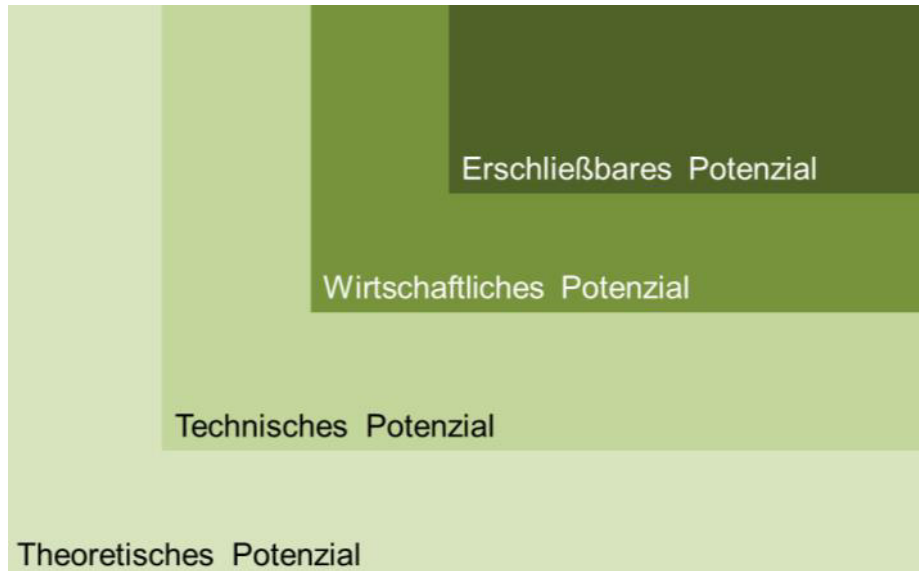 Erschließbares Potenzial
Wirtschaftliches Potenzial
Technisches Potenzial
Theoretisches Potenzial